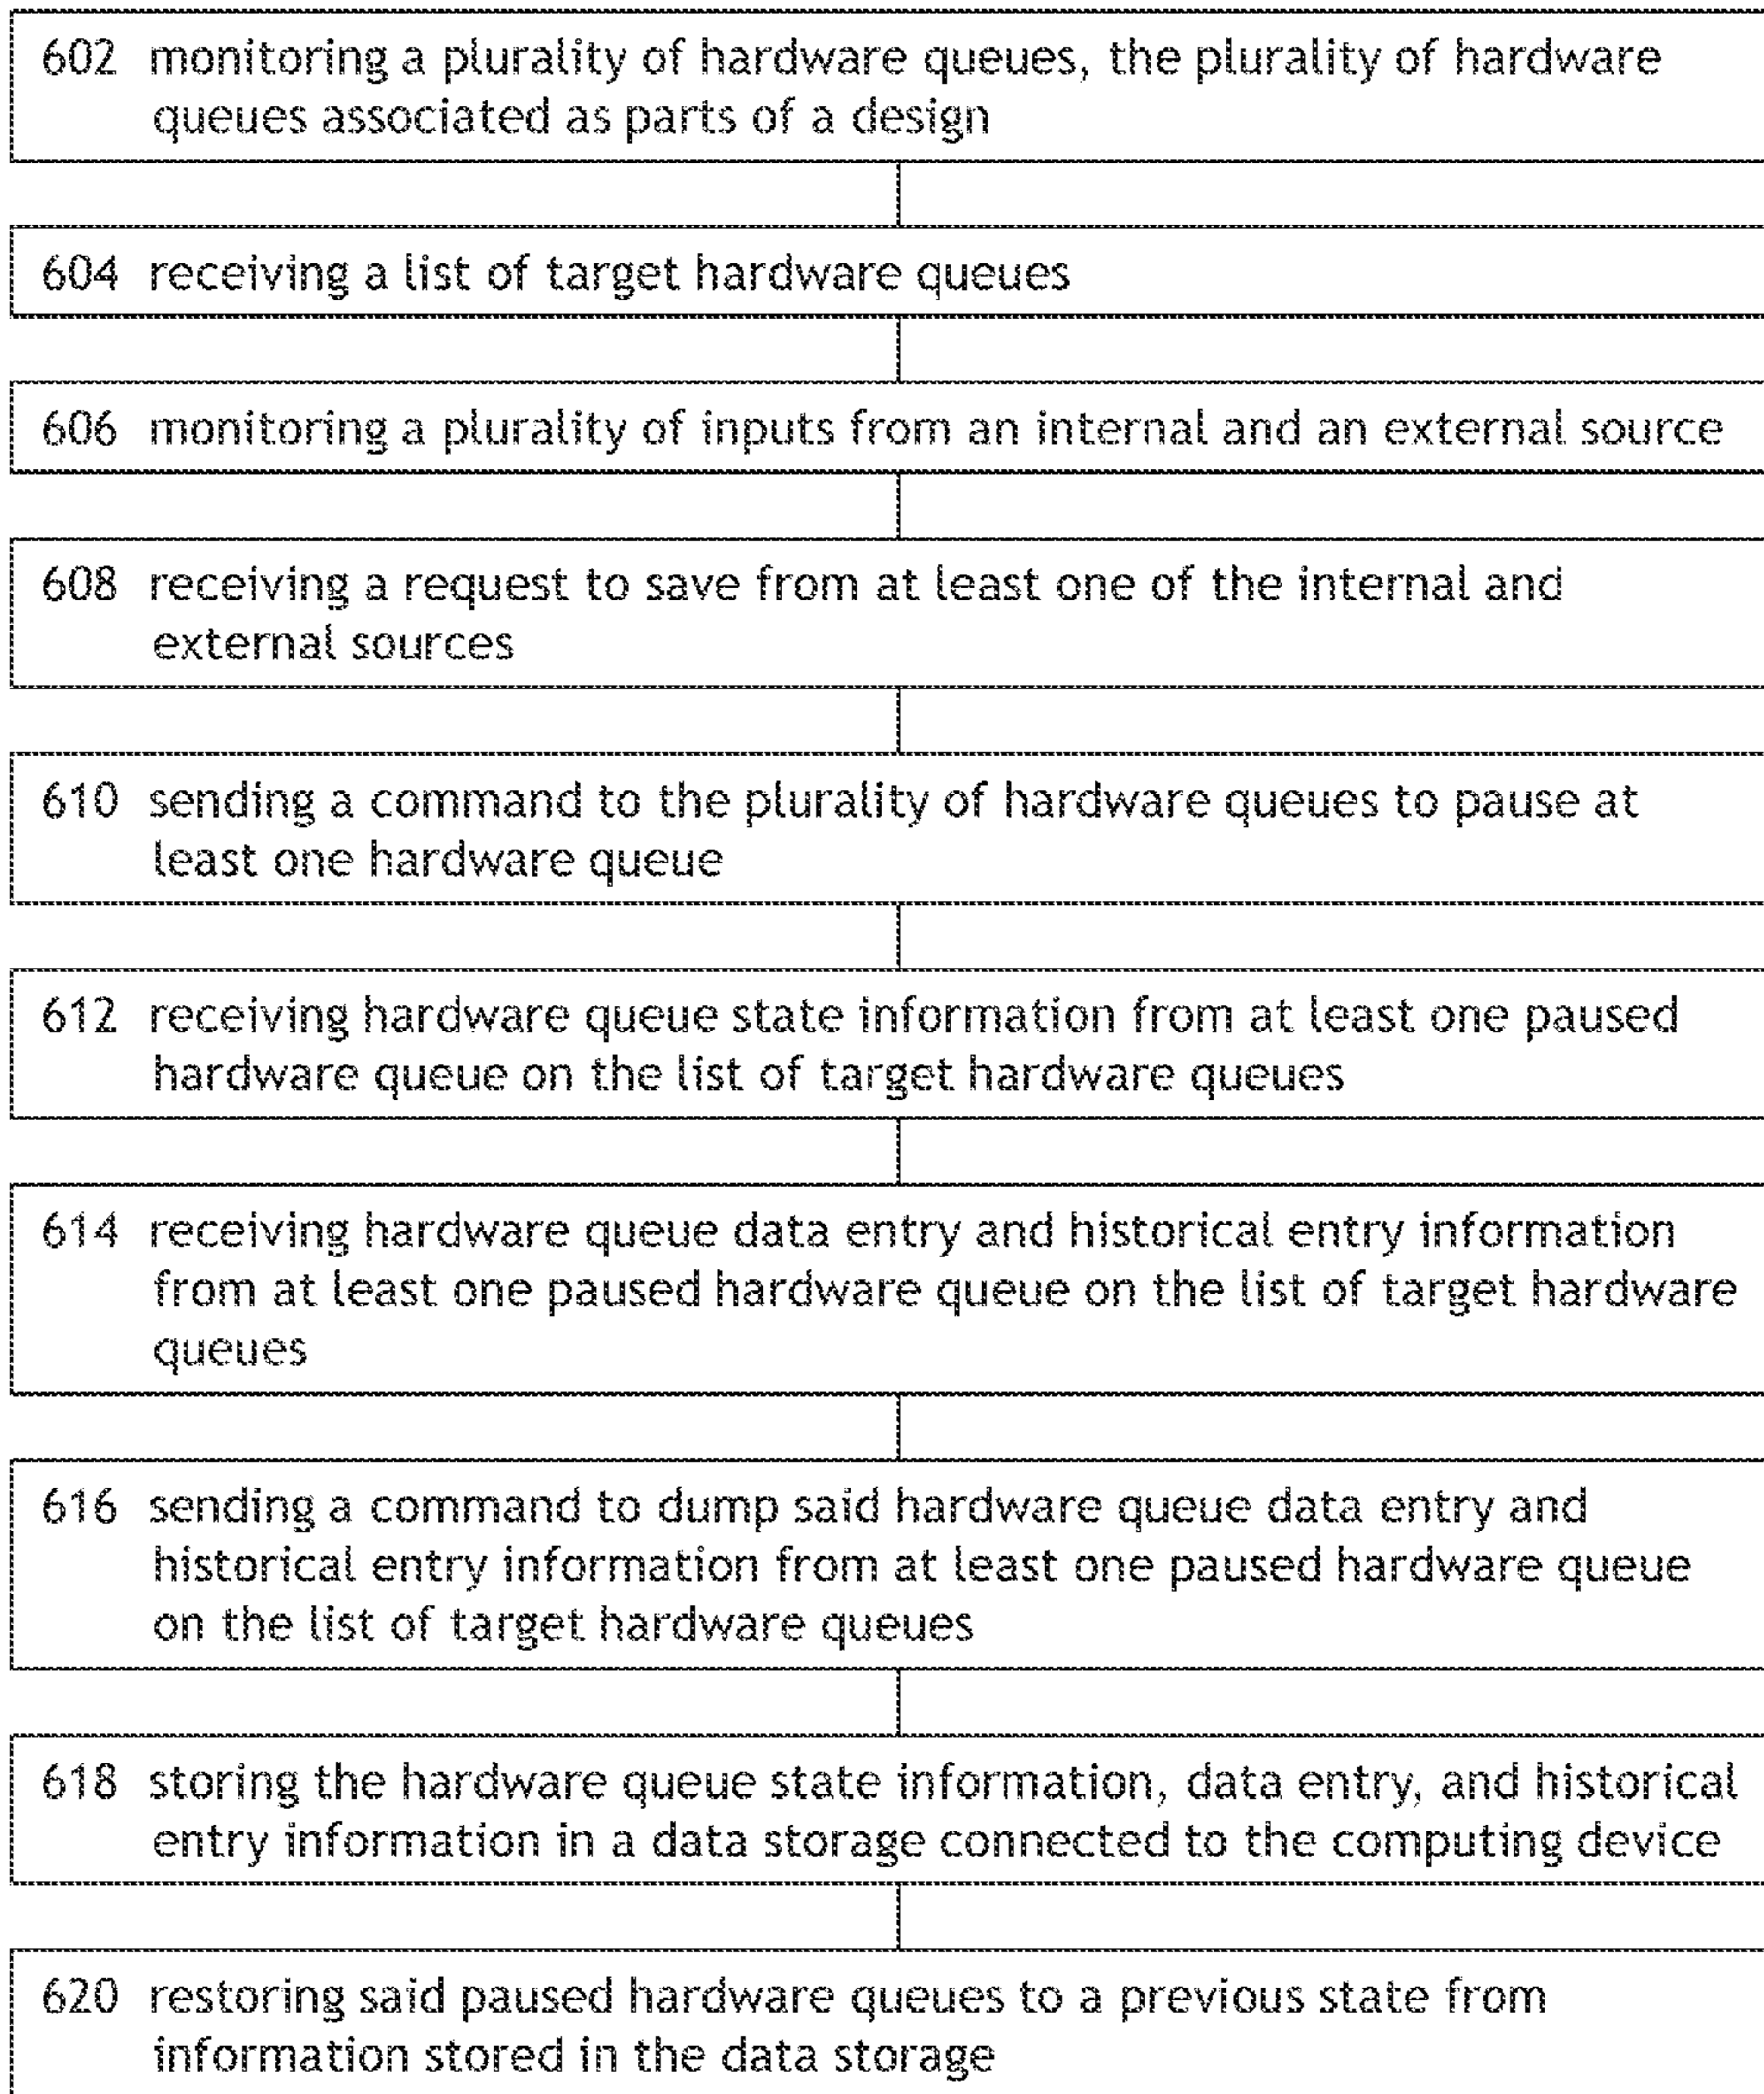 602 monitoring a plurality of hardware queues, the plurality of hardware
queues associated as parts of a design
604 receiving a list of target hardware queues
606 monitoring a plurality of inputs from an internal and an external source
608 receiving a request to save from at least one of the internal and
external sources
610 sending a command to the plurality of hardware queues to pause at
least one hardware queue
612 receiving hardware queue state information from at least one paused
hardware queue on the list of target hardware queues
614 receiving hardware queue data entry and historical entry information
from at least one paused hardware queue on the list of target hardware
queues
616 sending a command to dump said hardware queue data entry and
historical entry information from at least one paused hardware queue
on the list of target hardware queues
618 storing the hardware queue state information, data entry, and historical
entry information in a data storage connected to the computing device
620 restoring said paused hardware queues to a previous state from
information stored in the data storage